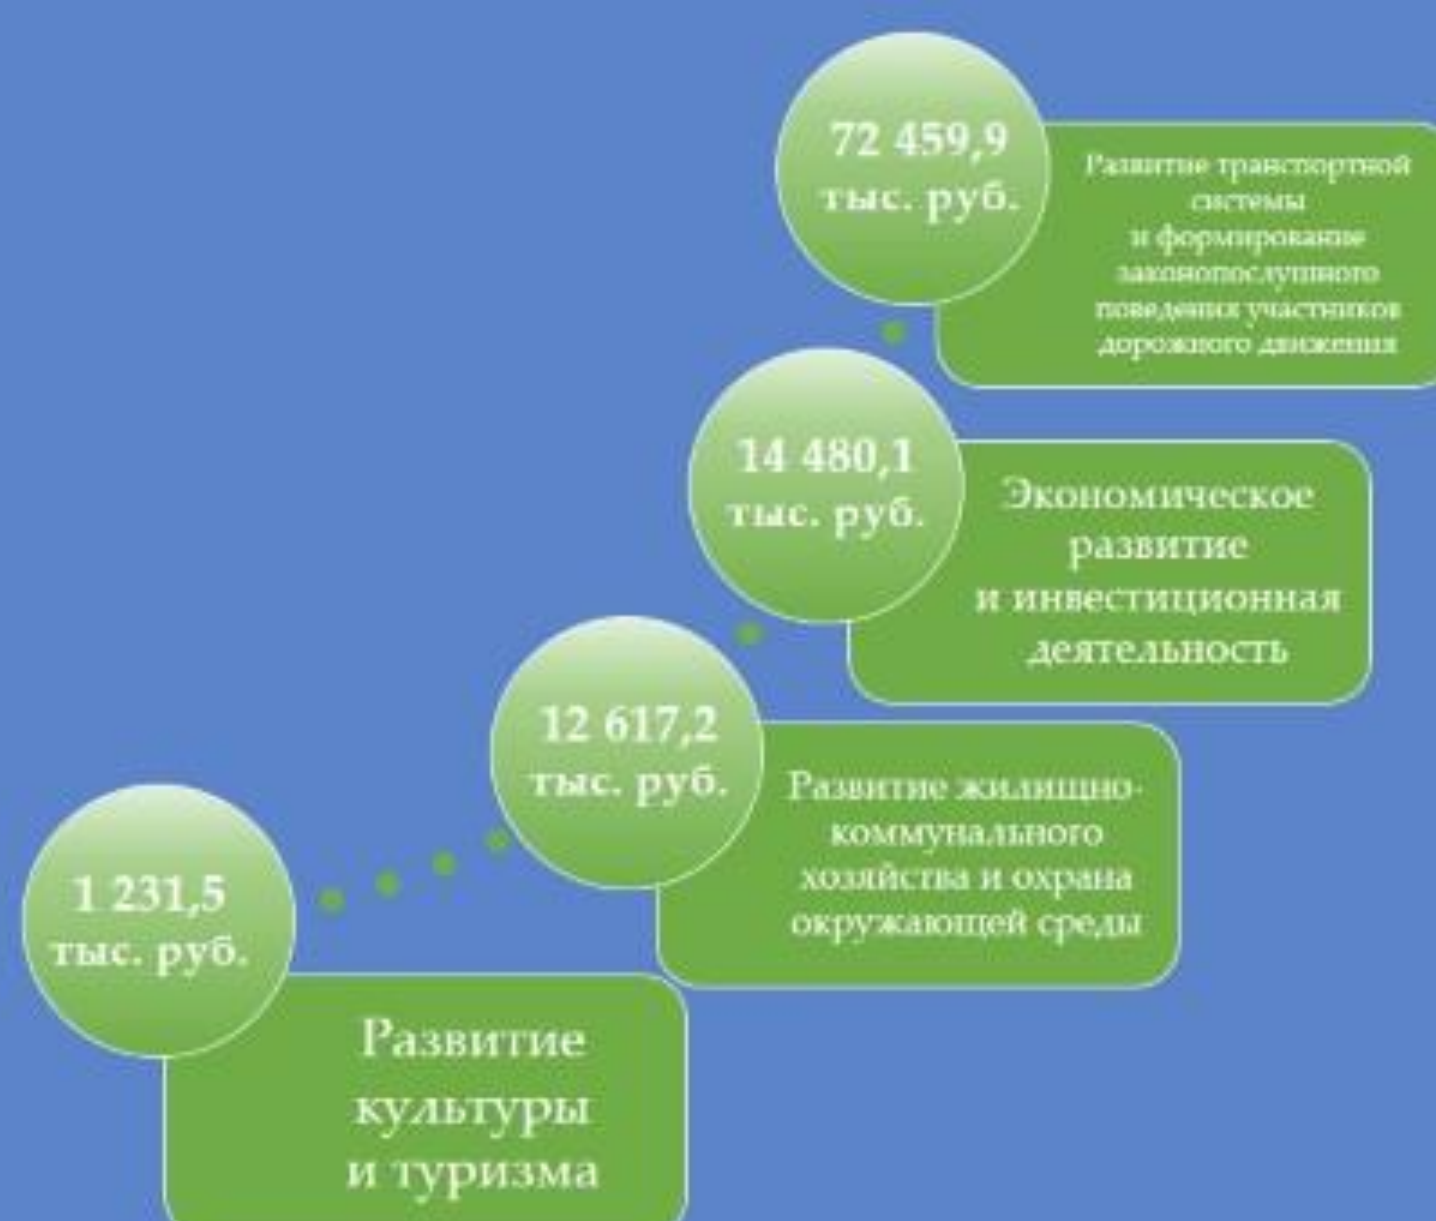 72 459,9
тыс. руб.
Развитие транспортной
системы
и формирование
законопослушного
поведения участников
дорожного движения
14 480,1
тыс. руб.
Экономическое
развитие
и инвестиционная
деятельность
12 617,2
тыс. руб.
Развитие жилищно-
коммунального
хозяйства и охрана
окружающей среды
1 231,5
тыс. руб.
Развитие
культуры
и туризма